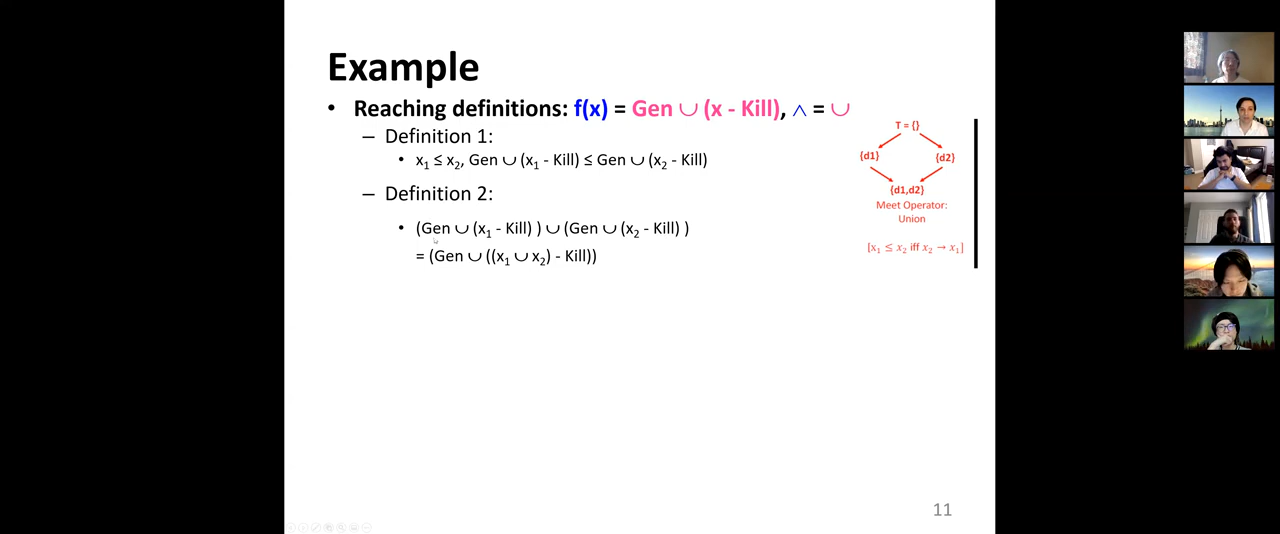 Example
• Reaching definitions: f(x) = Gen ∪ (x - Kill), ∧ = ∪
– Definition 1:
• x₁ ≤ x₂, Gen ∪ (x₁ - Kill) ≤ Gen ∪ (x₂ - Kill)
– Definition 2:
• (Gen ∪ (x₁ - Kill) ) ∪ (Gen ∪ (x₂ - Kill) )
= (Gen ∪ ((x₁ ∪ x₂) - Kill))
T = {}
{d1} {d2}
{d1,d2}
Meet Operator:
Union
[x₁ ≤ x₂ iff x₂ → x₁]
11